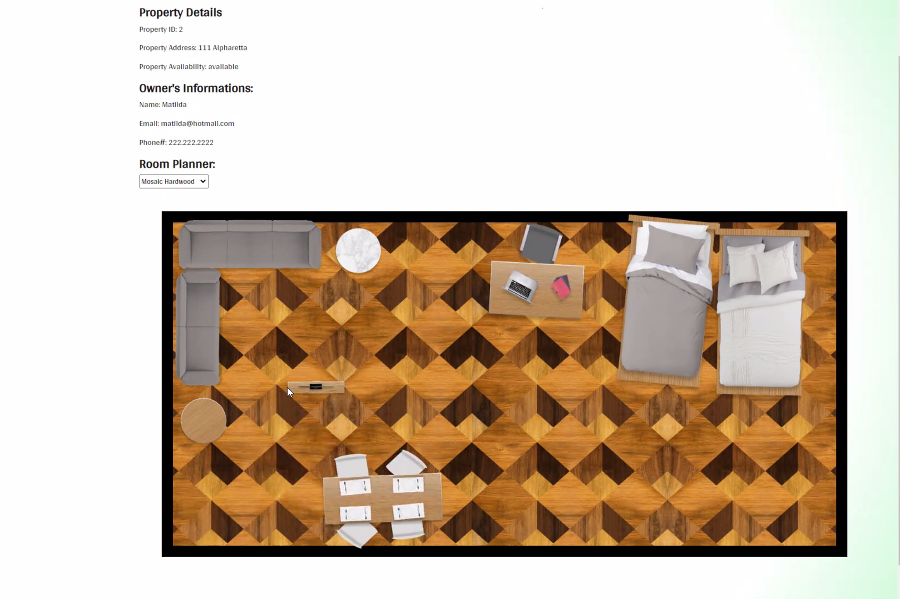 Property Details
Property ID: 2
Property Address: 111 Alpharetta
Property Availability: available
Owner's Informations:
Name: Matilda
Email: matilda@hotmail.com
Phone#: 222.222.2222
Room Planner:
Mosaic Hardwood